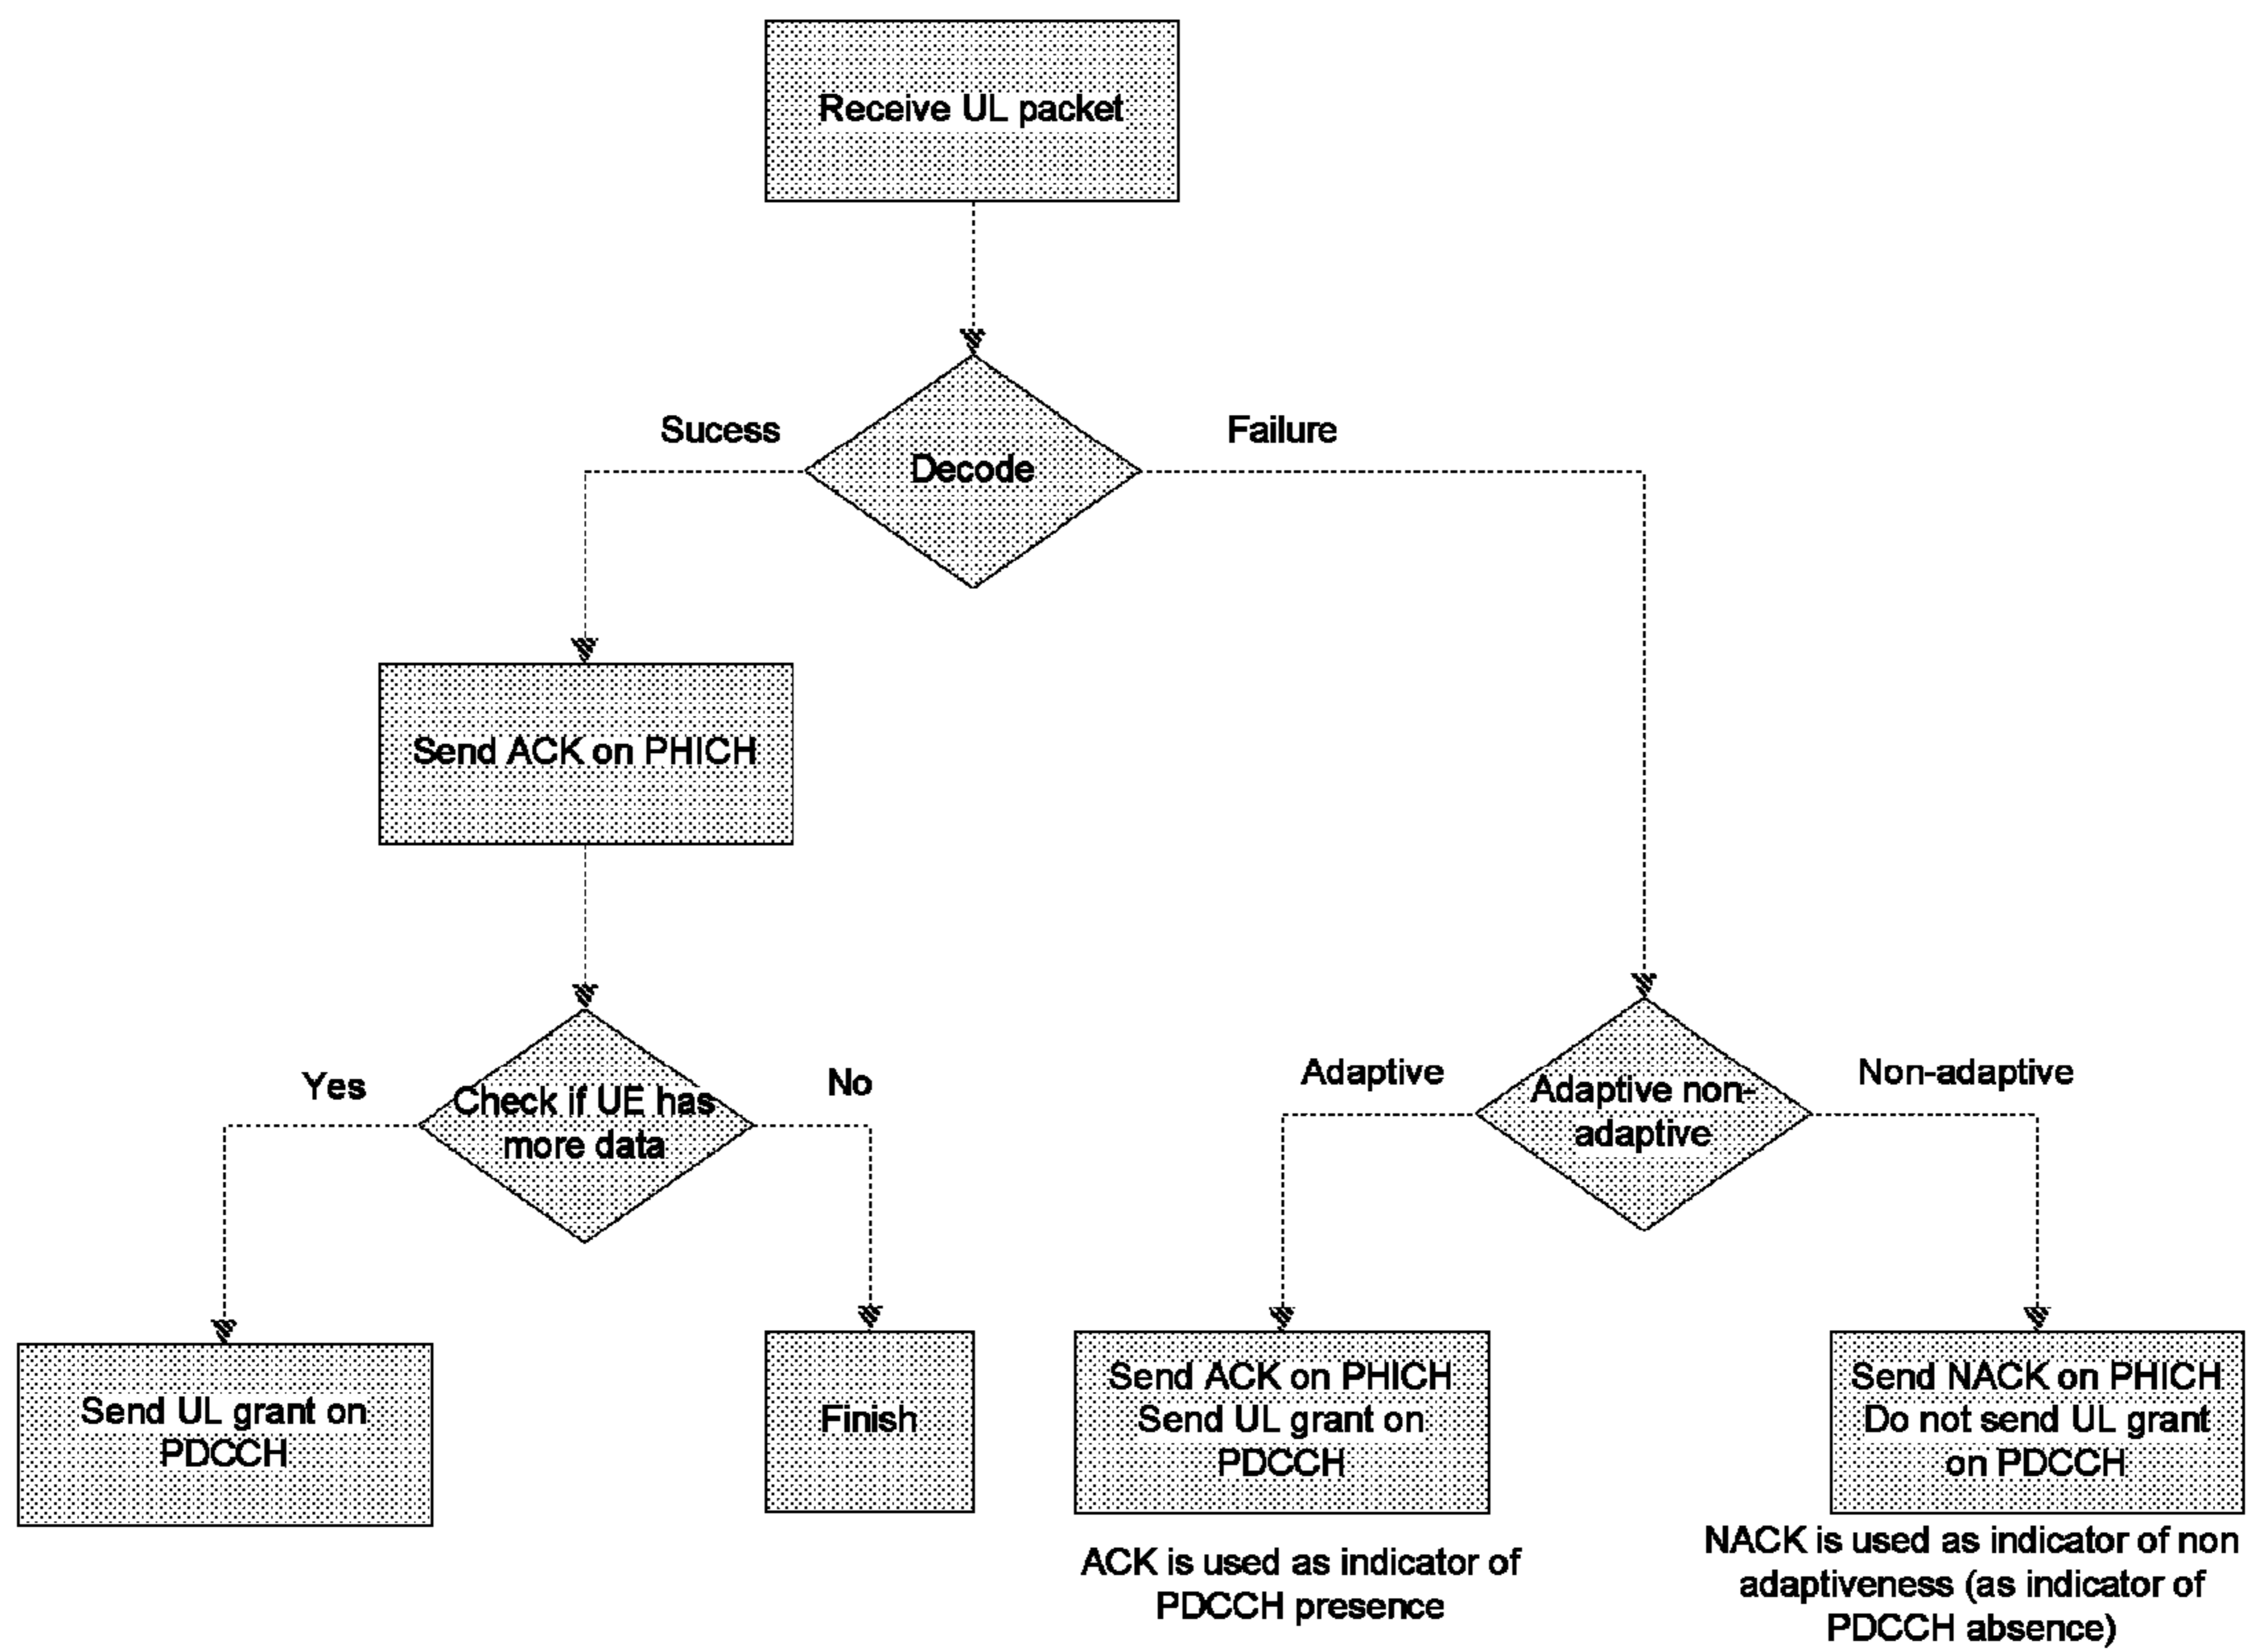 Receive UL packet
Sucess
Failure
Decode
Send ACK on PHICH
Yes
Check if UE has
more data
No
Adaptive
Adaptive non-
adaptive
Non-adaptive
Send UL grant on
PDCCH
Finish
Send ACK on PHICH
Send UL grant on
PDCCH
Send NACK on PHICH
Do not send UL grant
on PDCCH
ACK is used as indicator of
PDCCH presence
NACK is used as indicator of non
adaptiveness (as indicator of
PDCCH absence)